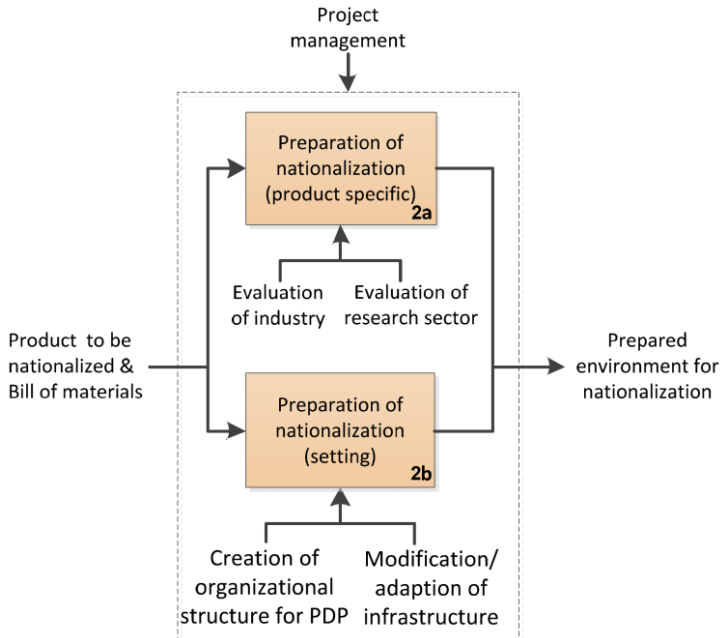 Project
management
Preparation of
nationalization
(product specific)
2a
Evaluation
of industry
Evaluation of
research sector
Product to be
nationalized &
Bill of materials
Prepared
environment for
nationalization
Preparation of
nationalization
(setting)
2b
Creation of
organizational
structure for PDP
Modification/
adaption of
infrastructure